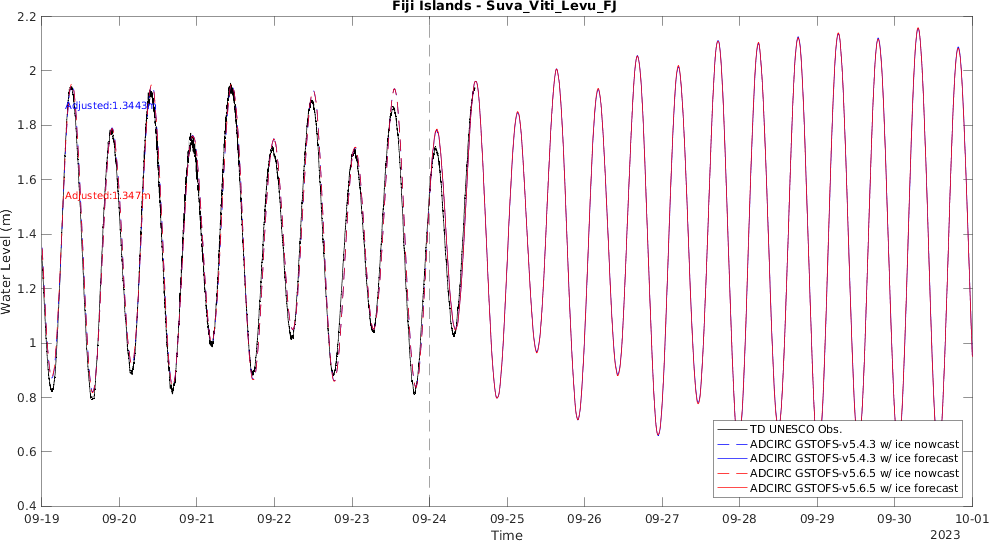 Fiji Islands - Suva_Viti_Levu_FJ
2.2
2
1.8
1.6
1.4
1.2
1
0.8
0.6
0.4
Water Level (m)
Adjusted:1.3443m
Adjusted:1.347m
TD UNESCO Obs.
ADCIRC GSTOFS-v5.4.3 w/ ice nowcast
ADCIRC GSTOFS-v5.4.3 w/ ice forecast
ADCIRC GSTOFS-v5.6.5 w/ ice nowcast
ADCIRC GSTOFS-v5.6.5 w/ ice forecast
09-19 09-20 09-21 09-22 09-23 09-24 09-25 09-26 09-27 09-28 09-29 09-30 10-01
Time
2023